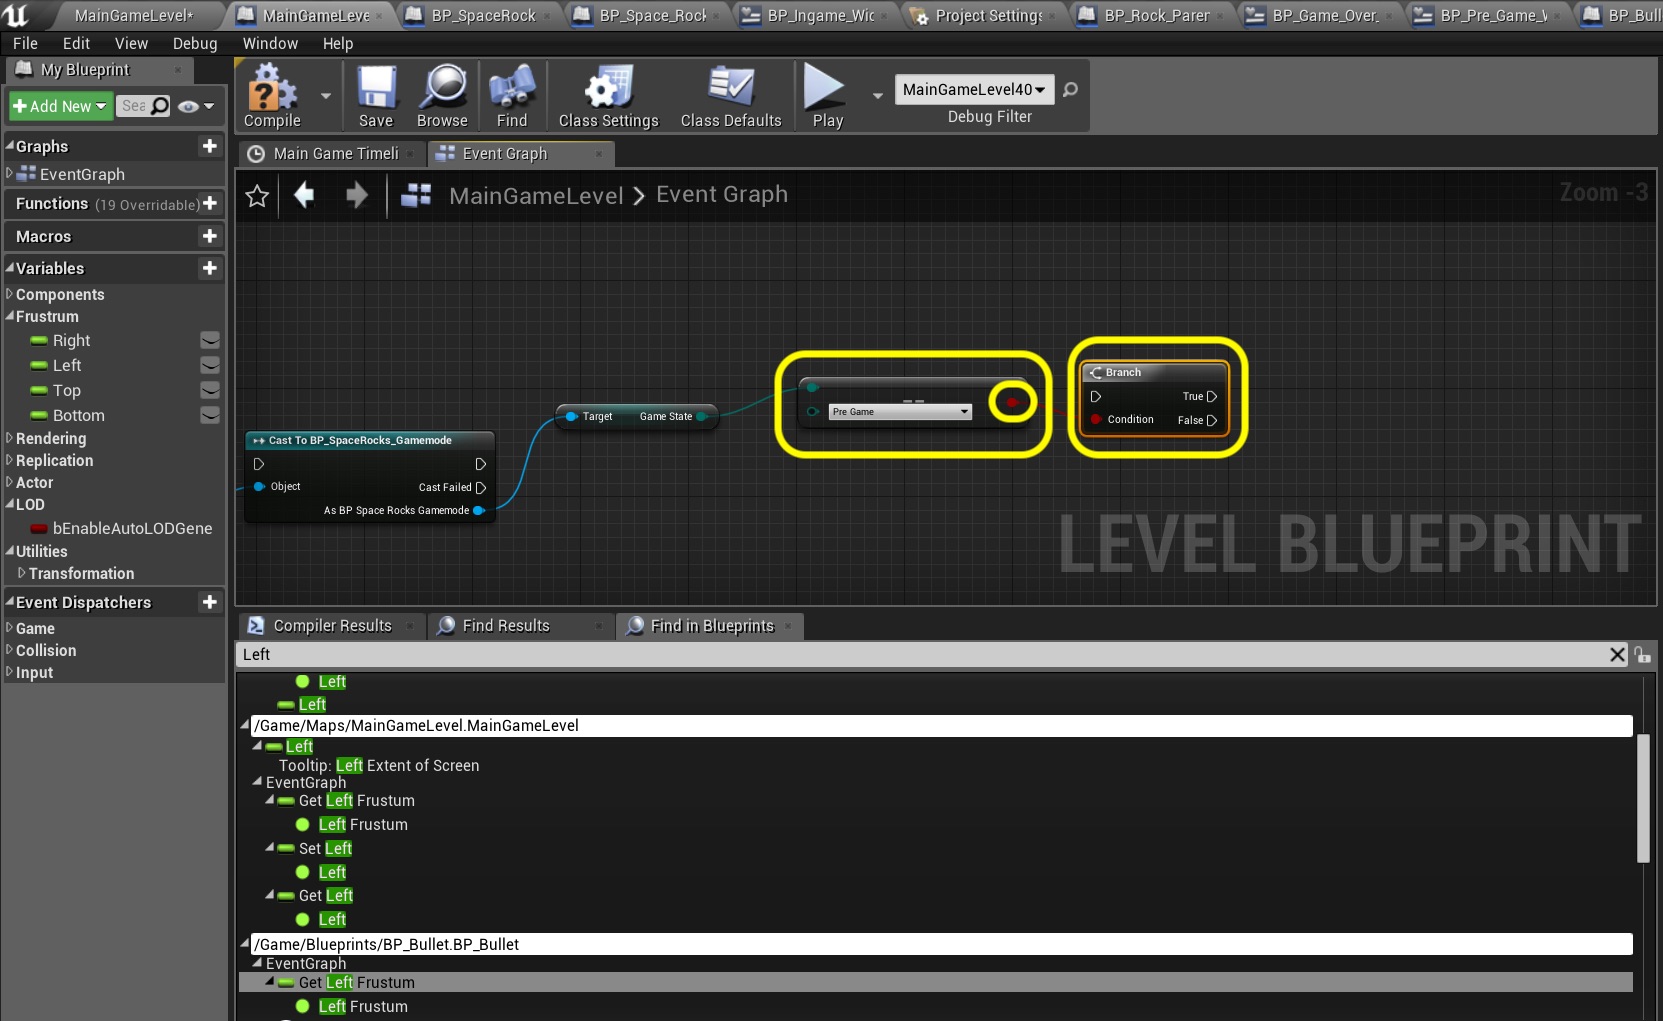 MainGameLevel*
MainGameLeve
BP_SpaceRock
BP_Space_Rock
BP_Ingame_Wid
Project Settings
BP_Rock_Paren
BP_Game_Over_
BP_Pre_Game_W
BP_Bull
File Edit View Debug Window Help
My Blueprint
Add New
Sea
Compile
Save
Browse
Find
Class Settings
Class Defaults
Play
MainGameLevel40
Debug Filter
Graphs
EventGraph
Functions (19 Overridable)
Macros
Variables
Components
Frustrum
Right
Left
Top
Bottom
Rendering
Replication
Actor
LOD
bEnableAutoLODGene
Utilities
Transformation
Event Dispatchers
Game
Collision
Input
Main Game Timeli
Event Graph
MainGameLevel > Event Graph
Zoom -3
Cast To BP_SpaceRocks_Gamemode
Object
Cast Failed
As BP Space Rocks Gamemode
Target Game State
==
Pre Game
Branch
True
Condition False
LEVEL BLUEPRINT
Compiler Results
Find Results
Find in Blueprints
Left
Left
Left
/Game/Maps/MainGameLevel.MainGameLevel
Left
Tooltip: Left Extent of Screen
EventGraph
Get Left Frustum
Left Frustum
Set Left
Left
Get Left
Left
/Game/Blueprints/BP_Bullet.BP_Bullet
EventGraph
Get Left Frustum
Left Frustum